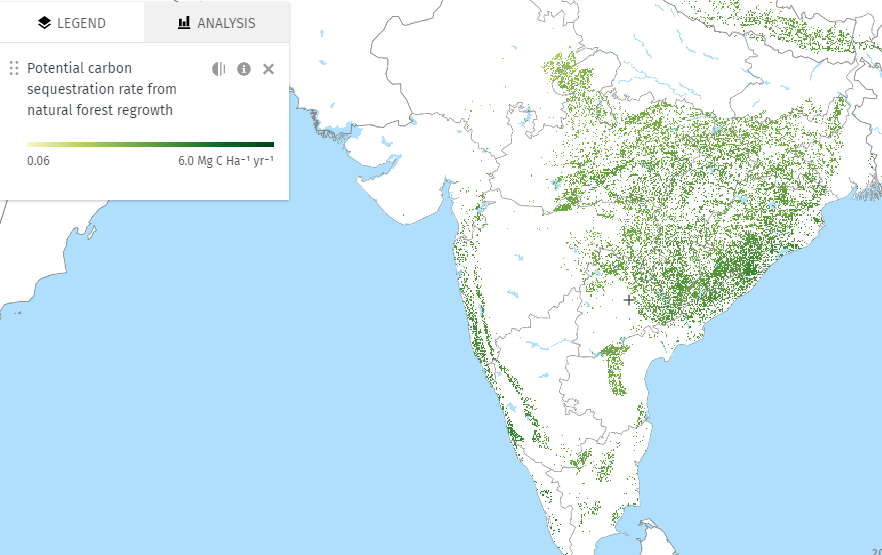 LEGEND
ANALYSIS
Potential carbon
sequestration rate from
natural forest regrowth
0.06
6.0 Mg C Ha⁻¹ yr⁻¹